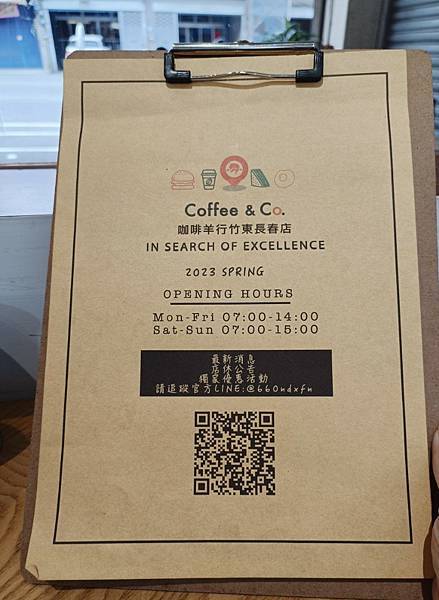 Coffee & Co.
咖啡羊行竹東長春店
IN SEARCH OF EXCELLENCE
2023 SPRING
OPENING HOURS
Mon-Fri 07:00-14:00
Sat-Sun 07:00-15:00
最新消息
店休公告
獨家優惠活動
請追蹤官方LINE:@660ndxfn